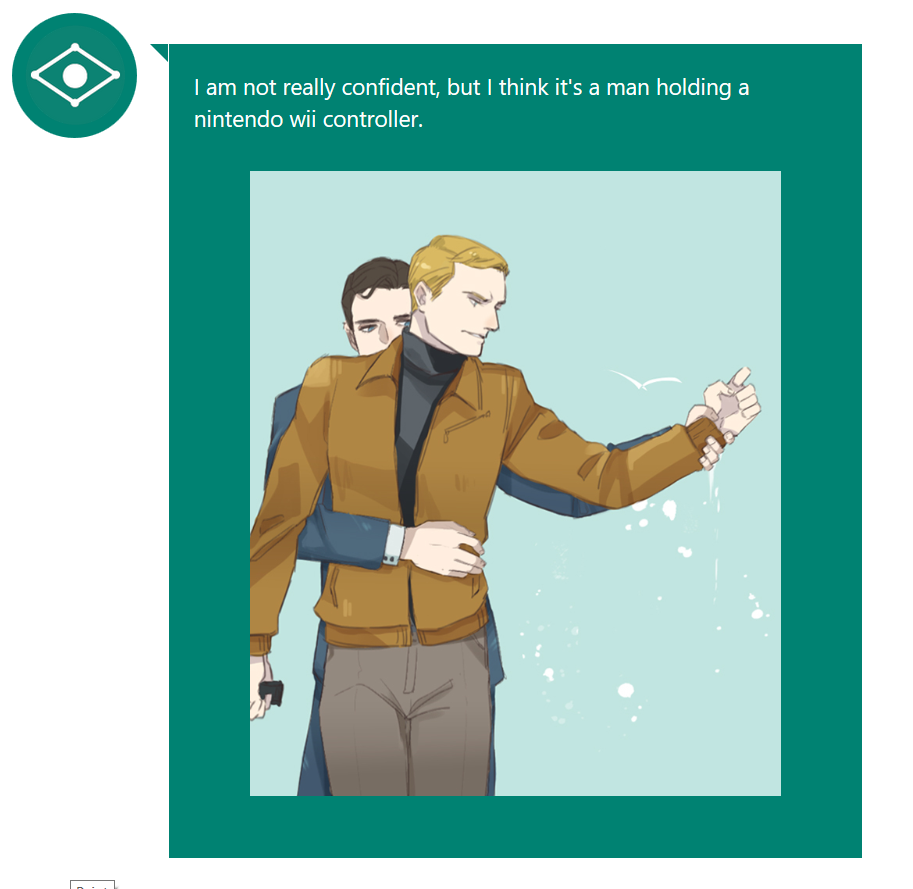 I am not really confident, but I think it's a man holding a
nintendo wii controller.